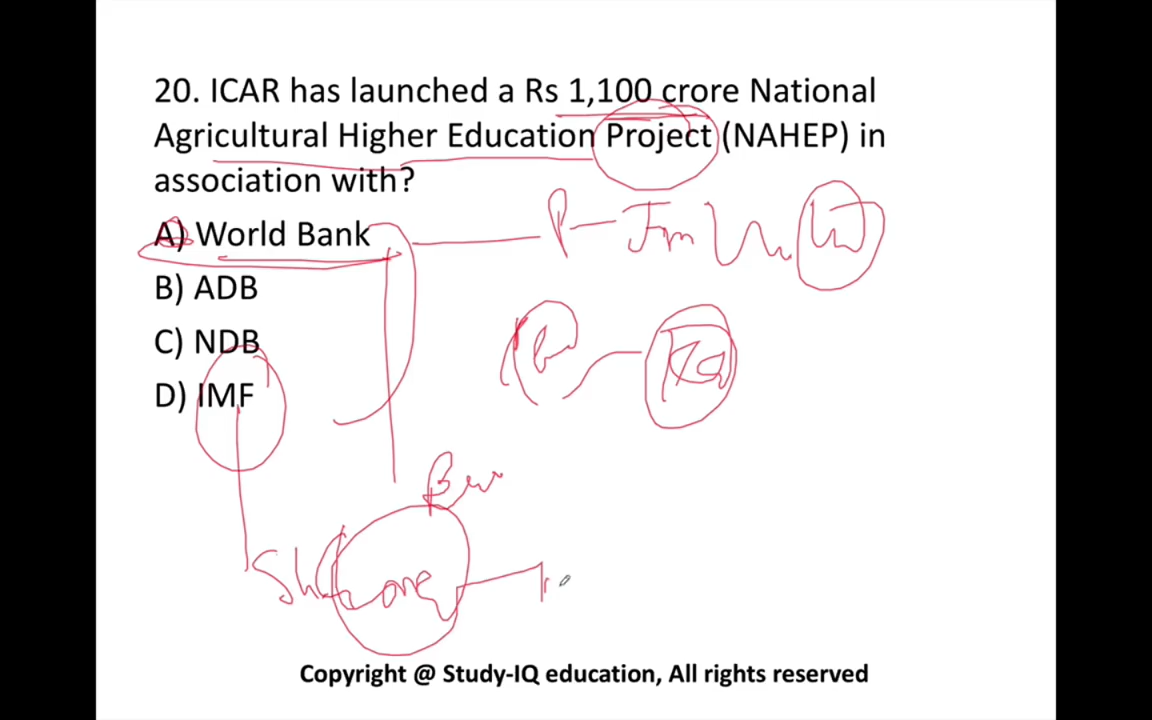 20. ICAR has launched a Rs 1,100 crore National
Agricultural Higher Education Project (NAHEP) in
association with?
A) World Bank
B) ADB
C) NDB
D) IMF
Copyright @ Study-IQ education, All rights reserved